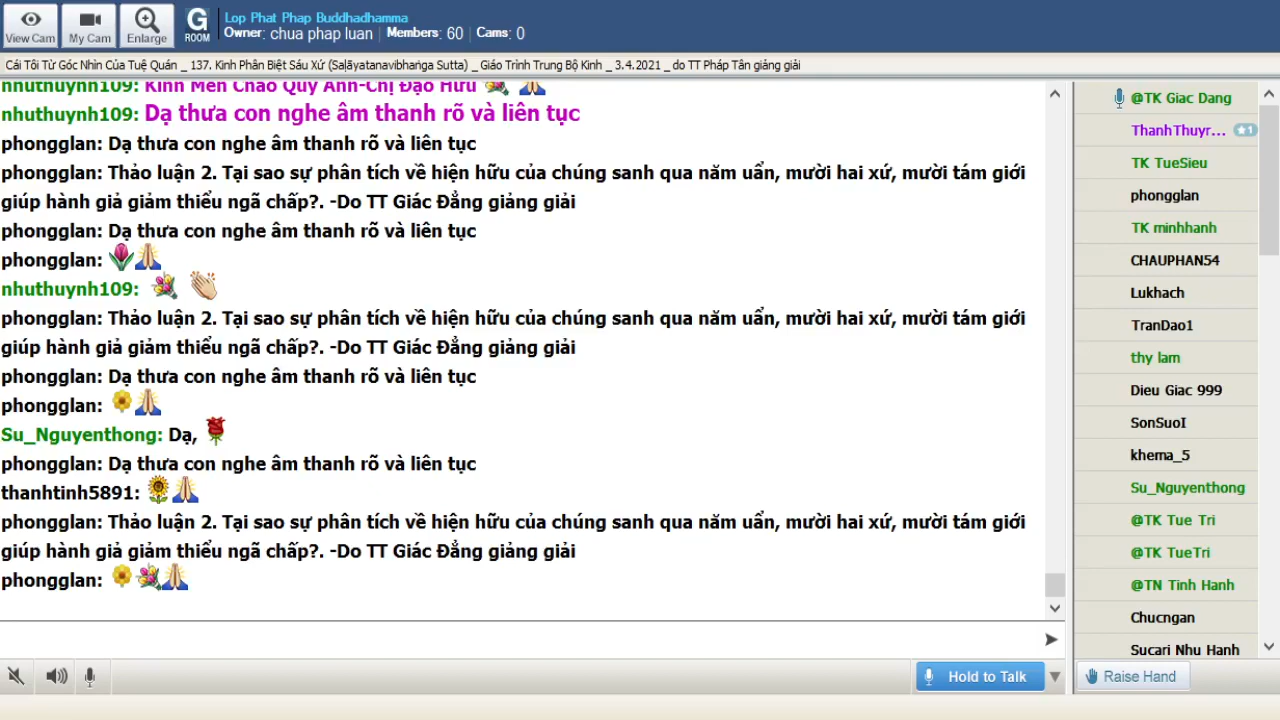 View Cam
My Cam
Enlarge
G
ROOM
Lop Phat Phap Buddhadhamma
Owner: chua phap luan | Members: 60 | Cams: 0
Cái Tôi Từ Góc Nhìn Của Tuệ Quán _ 137. Kinh Phân Biệt Sáu Xứ (Saḷāyatanavibhaṅga Sutta) _ Giáo Trình Trung Bộ Kinh _ 3.4.2021 _ do TT Pháp Tân giảng giải
nhuthuynh109: Kính Mến Chào Quý Anh-Chị Đạo Hữu
nhuthuynh109: Dạ thưa con nghe âm thanh rõ và liên tục
phongglan: Dạ thưa con nghe âm thanh rõ và liên tục
phongglan: Thảo luận 2. Tại sao sự phân tích về hiện hữu của chúng sanh qua năm uẩn, mười hai xứ, mười tám giới
giúp hành giả giảm thiểu ngã chấp?. -Do TT Giác Đẳng giảng giải
phongglan: Dạ thưa con nghe âm thanh rõ và liên tục
phongglan:
nhuthuynh109:
phongglan: Thảo luận 2. Tại sao sự phân tích về hiện hữu của chúng sanh qua năm uẩn, mười hai xứ, mười tám giới
giúp hành giả giảm thiểu ngã chấp?. -Do TT Giác Đẳng giảng giải
phongglan: Dạ thưa con nghe âm thanh rõ và liên tục
phongglan:
Su_Nguyenthong: Dạ,
phongglan: Dạ thưa con nghe âm thanh rõ và liên tục
thanhtinh5891:
phongglan: Thảo luận 2. Tại sao sự phân tích về hiện hữu của chúng sanh qua năm uẩn, mười hai xứ, mười tám giới
giúp hành giả giảm thiểu ngã chấp?. -Do TT Giác Đẳng giảng giải
phongglan:
@TK Giac Dang
ThanhThuyr... ★1
TK TueSieu
phongglan
TK minhhanh
CHAUPHAN54
Lukhach
TranDao1
thy lam
Dieu Giac 999
SonSuoI
khema_5
Su_Nguyenthong
@TK Tue Tri
@TK TueTri
@TN Tinh Hanh
Chucngan
Sucari Nhu Hanh
Hold to Talk
Raise Hand